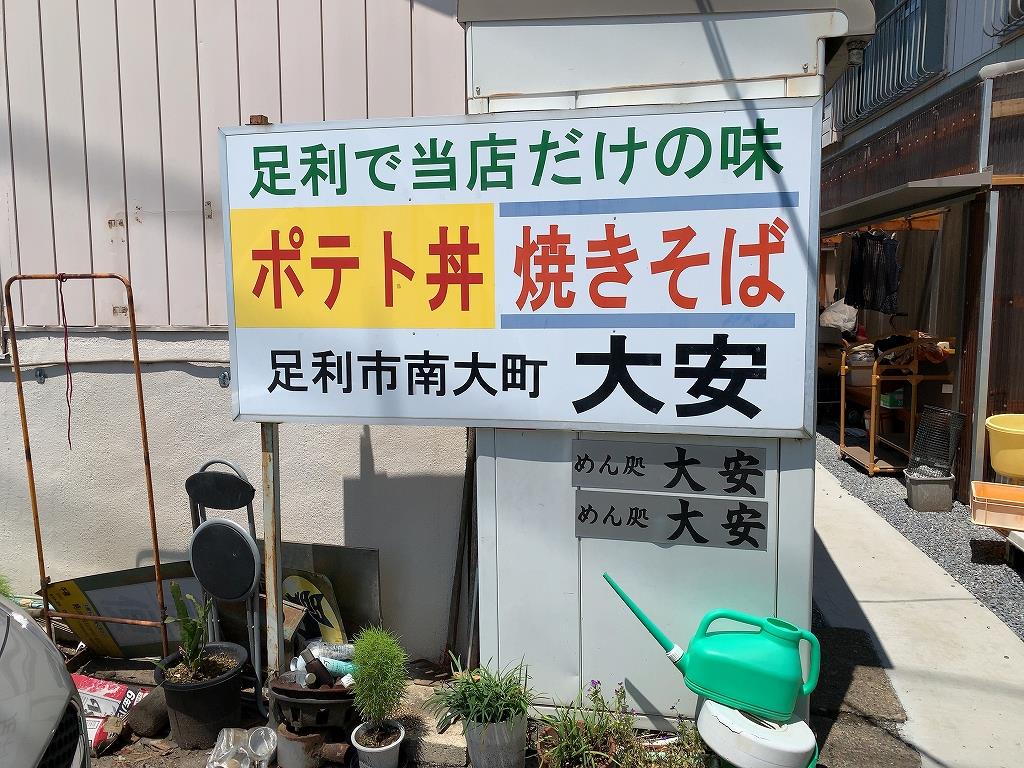 足利で当店だけの味
ポテト丼 焼きそば
足利市南大町 大安
めん処 大安
めん処 大安